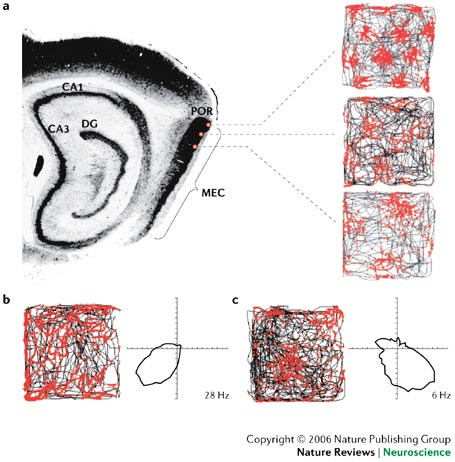 a
CA1
POR
CA3
DG
MEC
b
c
28 Hz
6 Hz
Copyright © 2006 Nature Publishing Group
Nature Reviews | Neuroscience